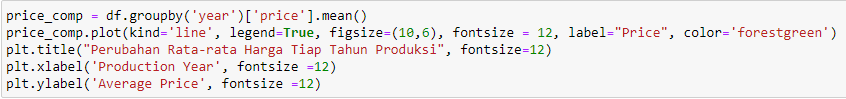 price_comp = df.groupby('year')['price'].mean()
price_comp.plot(kind='line', legend=True, figsize=(10,6), fontsize = 12, label="Price", color='forestgreen')
plt.title("Perubahan Rata-rata Harga Tiap Tahun Produksi", fontsize=12)
plt.xlabel('Production Year', fontsize =12)
plt.ylabel('Average Price', fontsize =12)